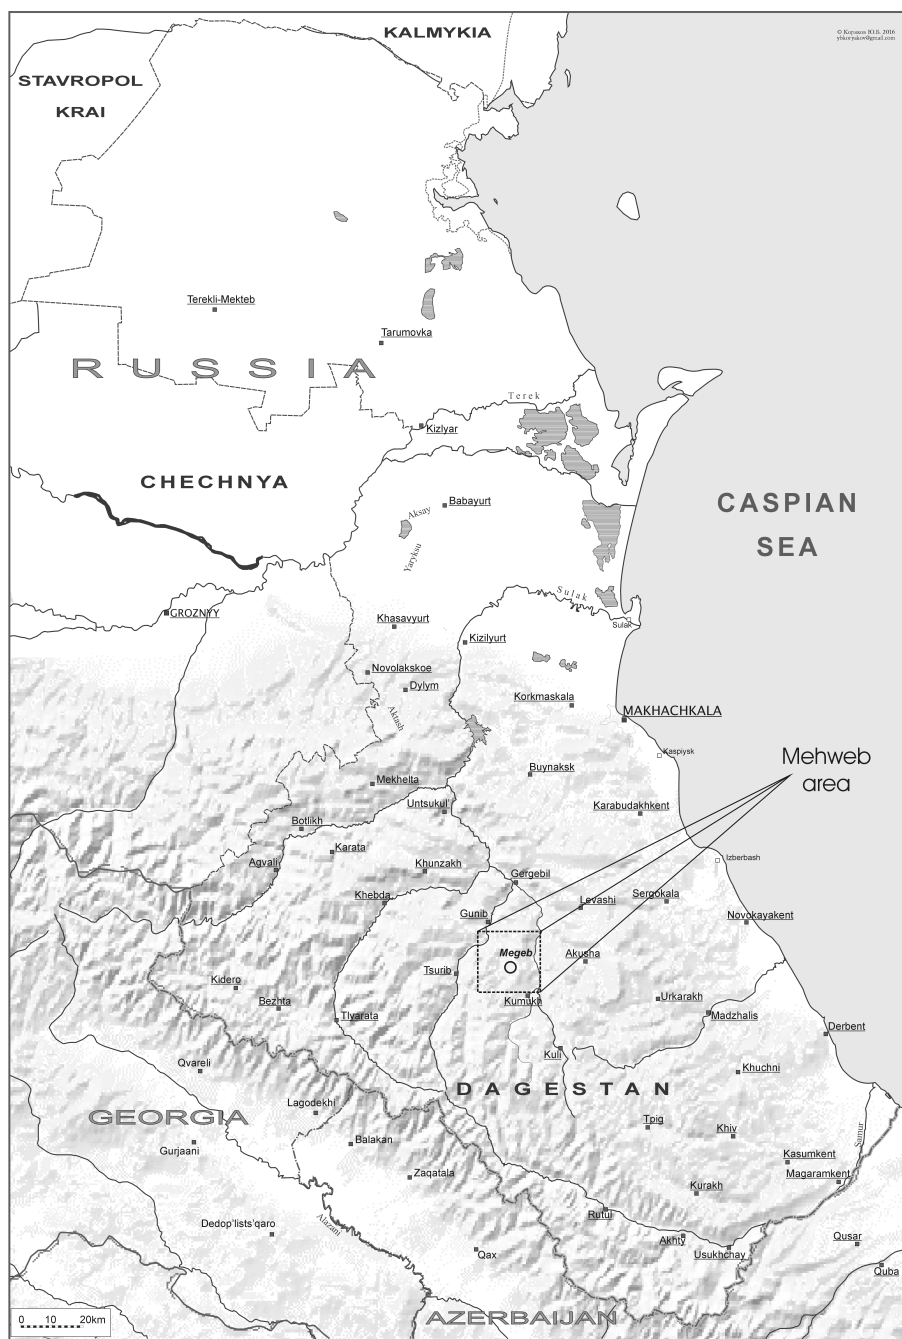 KALMYKIA
© Коряков Ю.Б. 2016
ybkoryakov@gmail.com
STAVROPOL
KRAI
Terekli-Mekteb
Tarumovka
RUSSIA
Terek
Kizlyar
CHECHNYA
Babayurt
CASPIAN
SEA
Aksay
Yaryksu
Sulak
GROZNYY
Khasavyurt
Sulak
Kizilyurt
Novolakskoe
Dylym
Korkmaskala
Aktash
MAKHACHKALA
Kaspiysk
Mehweb
area
Buynaksk
Mekhelta
Untsukul'
Karabudakhkent
Botlikh
Karata
Agvali
Khunzakh
Izberbash
Gergebil
Khebda
Levashi
Sergokala
Gunib
Novokayakent
Megeb
Akusha
Tsurib
Kidero
Bezhta
Kumukh
Urkarakh
Tlyarata
Madzhalis
Derbent
Kuli
Qvareli
Khuchni
DAGESTAN
Lagodekhi
GEORGIA
Tpig
Khiv
Samur
Gurjaani
Balakan
Kasumkent
Zaqatala
Magaramkent
Kurakh
Dedop'lists'qaro
Alazani
Rutul
Akhty
Usukhchay
Qusar
Qax
Quba
AZERBAIJAN
0 10 20km